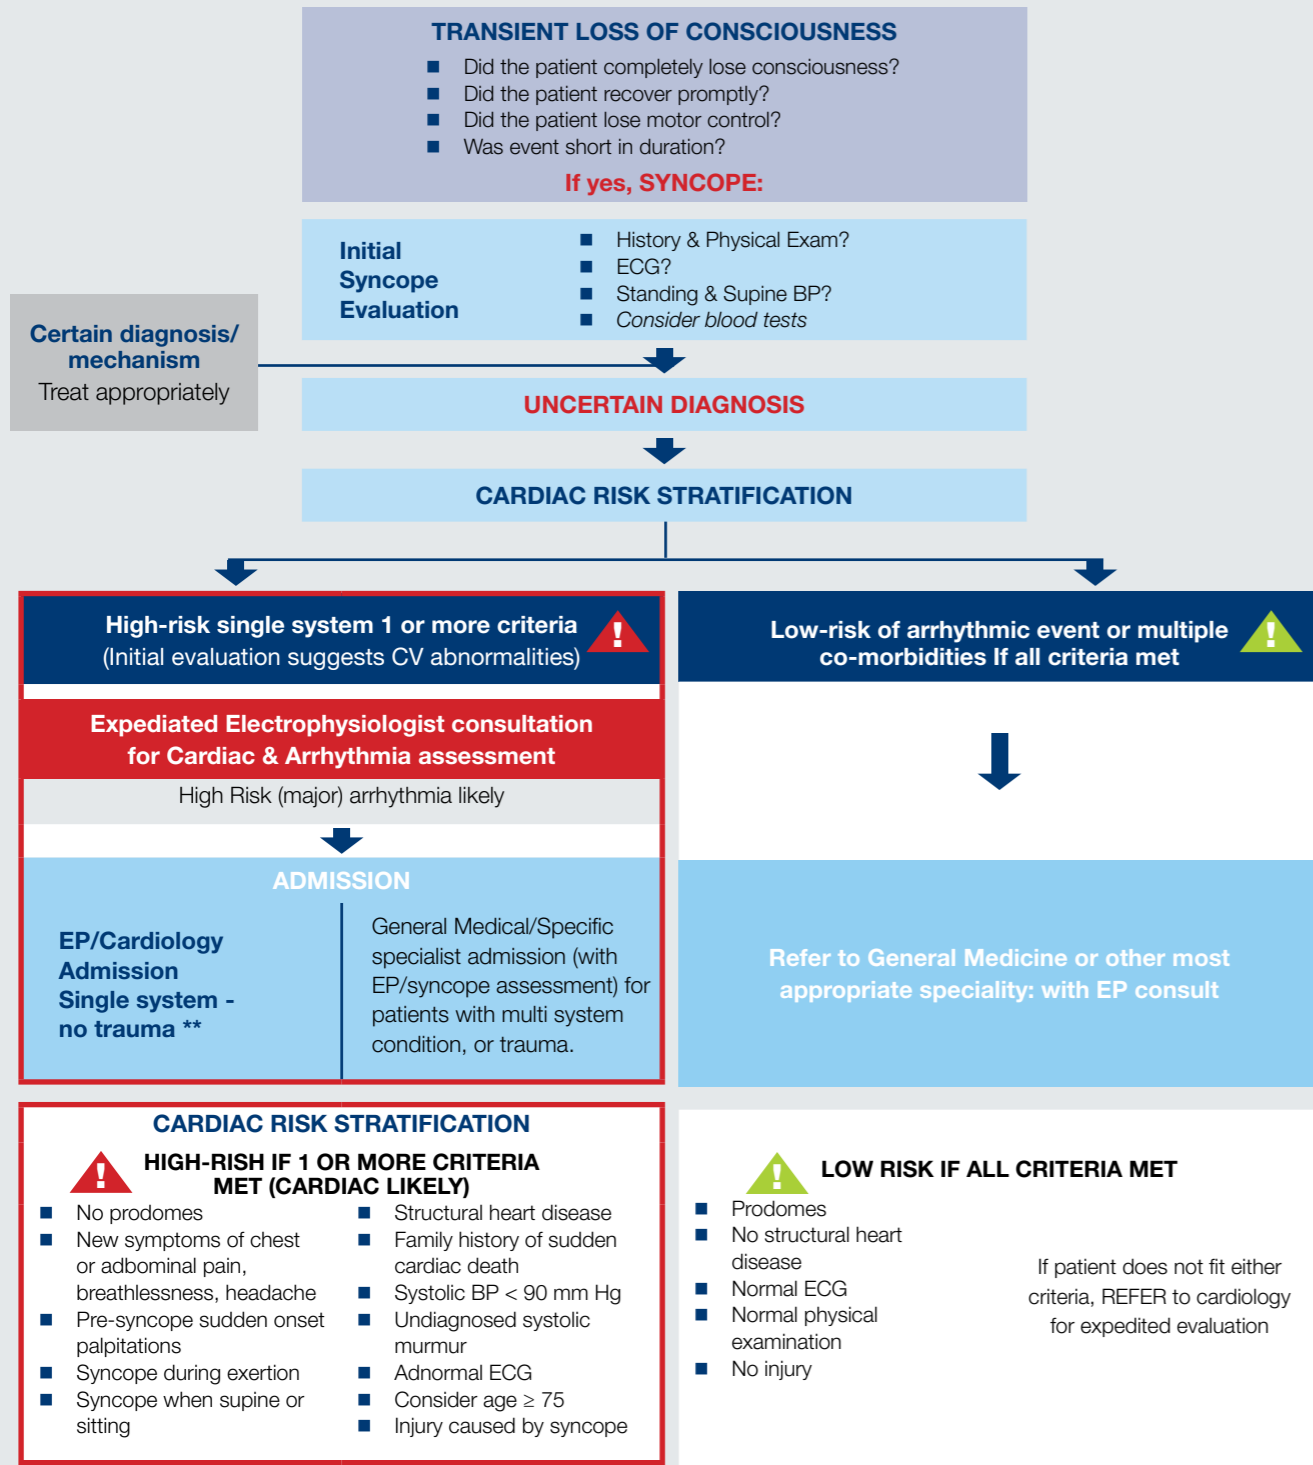 TRANSIENT LOSS OF CONSCIOUSNESS
■ Did the patient completely lose consciousness?
■ Did the patient recover promptly?
■ Did the patient lose motor control?
■ Was event short in duration?
If yes, SYNCOPE:
Initial
Syncope
Evaluation
■ History & Physical Exam?
■ ECG?
■ Standing & Supine BP?
■ Consider blood tests
Certain diagnosis/
mechanism
Treat appropriately
UNCERTAIN DIAGNOSIS
CARDIAC RISK STRATIFICATION
High-risk single system 1 or more criteria
(Initial evaluation suggests CV abnormalities)
!
Expediated Electrophysiologist consultation
for Cardiac & Arrhythmia assessment
High Risk (major) arrhythmia likely
ADMISSION
EP/Cardiology
Admission
Single system -
no trauma **
General Medical/Specific
specialist admission (with
EP/syncope assessment) for
patients with multi system
condition, or trauma.
Low-risk of arrhythmic event or multiple
co-morbidities If all criteria met
!
Refer to General Medicine or other most
appropriate speciality: with EP consult
CARDIAC RISK STRATIFICATION
!
HIGH-RISH IF 1 OR MORE CRITERIA
MET (CARDIAC LIKELY)
■ No prodomes
■ New symptoms of chest
or adbominal pain,
breathlessness, headache
■ Pre-syncope sudden onset
palpitations
■ Syncope during exertion
■ Syncope when supine or
sitting
■ Structural heart disease
■ Family history of sudden
cardiac death
■ Systolic BP < 90 mm Hg
■ Undiagnosed systolic
murmur
■ Adnormal ECG
■ Consider age ≥ 75
■ Injury caused by syncope
!
LOW RISK IF ALL CRITERIA MET
■ Prodomes
■ No structural heart
disease
■ Normal ECG
■ Normal physical
examination
■ No injury
If patient does not fit either
criteria, REFER to cardiology
for expedited evaluation